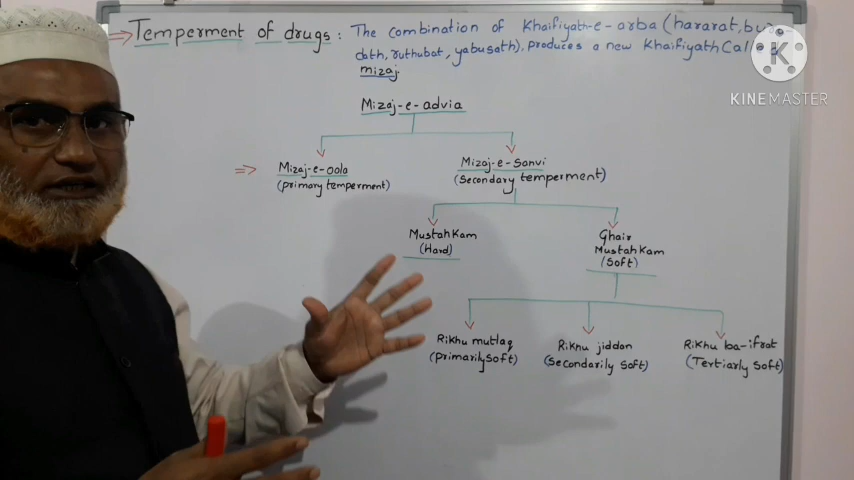 ⇒ Temperment of drugs : The combination of Khaifiyath-e-arba (hararat, bu
dath, ruthubat, yabusath). produces a new Khaifiyath
mizaj.
K
KINEMASTER
Mizaj-e-advia
⇒ Mizaj-e-oola
(primary temperment)
Mizaj-e-sanvi
(secondary temperment)
MustahKam
(Hard)
Ghair
MustahKam
(Soft)
Rikhu mutlaq
(primarily soft)
Rikhu jiddan
(secondarily soft)
Rikhu ba-ifrat
(Tertiarly soft)